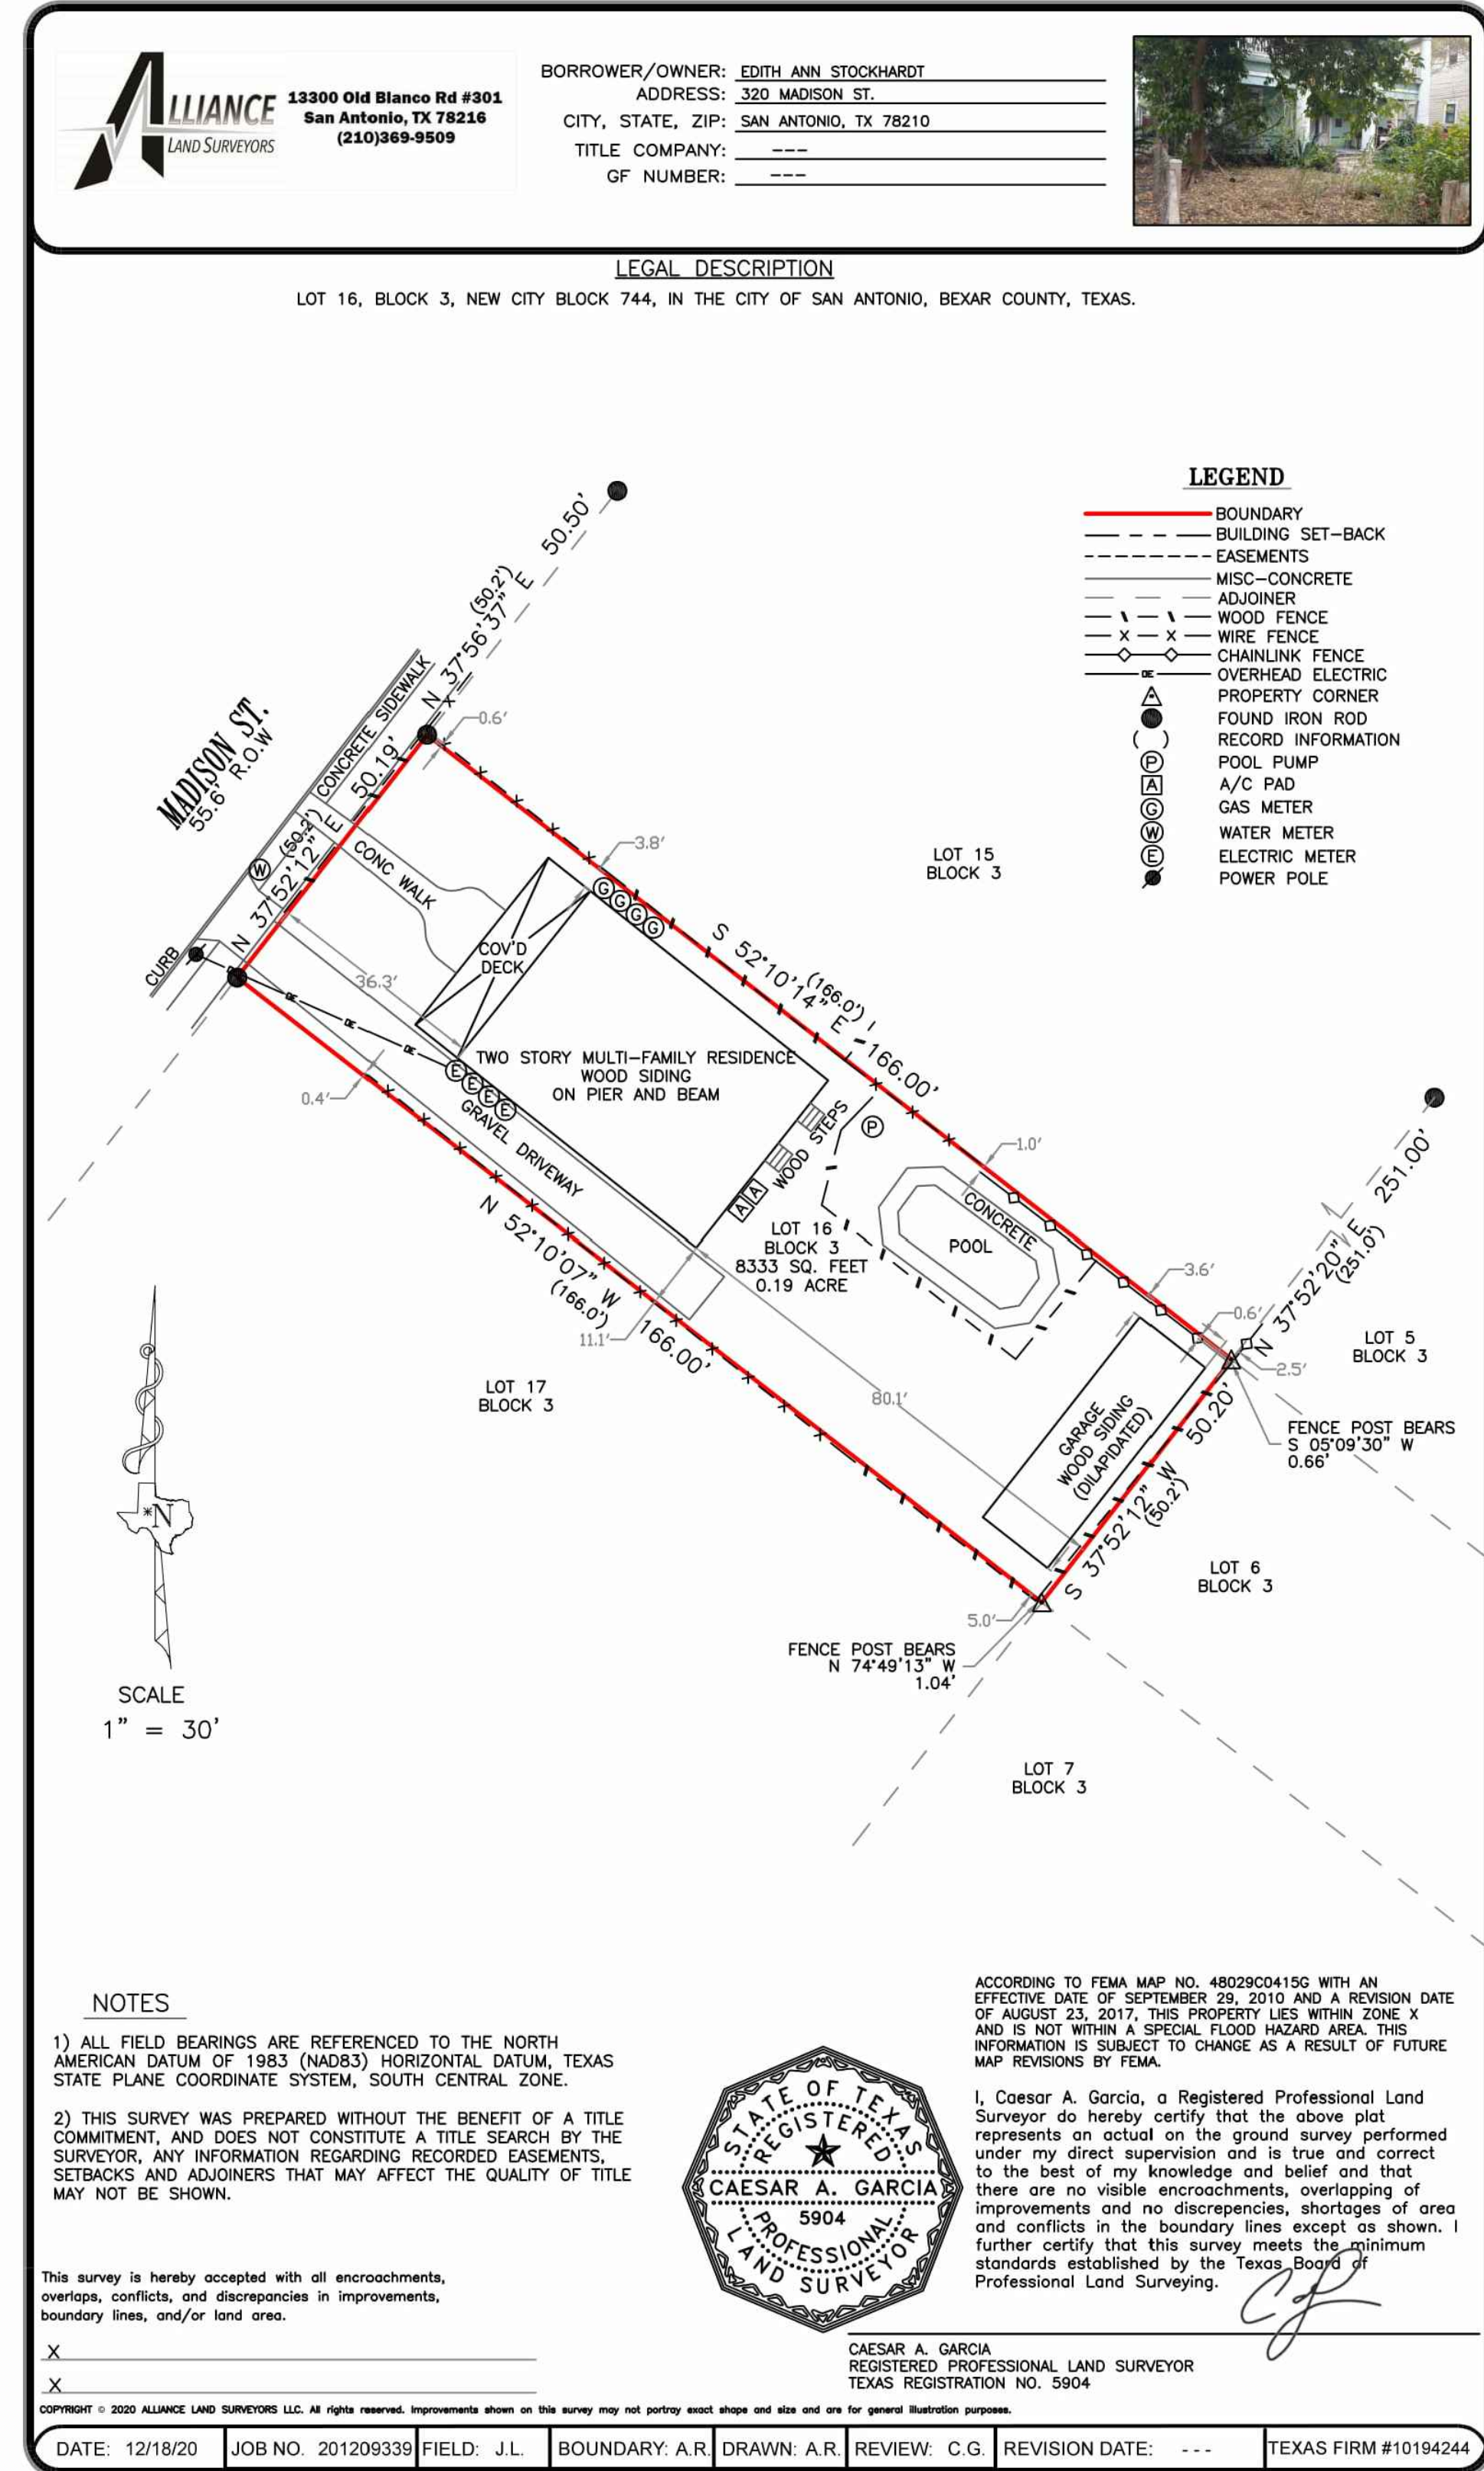 ALLIANCE
LAND SURVEYORS
13300 Old Blanco Rd #301
San Antonio, TX 78216
(210)369-9509
BORROWER/OWNER: EDITH ANN STOCKHARDT
ADDRESS: 320 MADISON ST.
CITY, STATE, ZIP: SAN ANTONIO, TX 78210
TITLE COMPANY: ---
GF NUMBER: ---
LEGAL DESCRIPTION
LOT 16, BLOCK 3, NEW CITY BLOCK 744, IN THE CITY OF SAN ANTONIO, BEXAR COUNTY, TEXAS.
LEGEND
BOUNDARY
BUILDING SET-BACK
EASEMENTS
MISC-CONCRETE
ADJOINER
WOOD FENCE
X X WIRE FENCE
CHAINLINK FENCE
OE OVERHEAD ELECTRIC
PROPERTY CORNER
FOUND IRON ROD
( ) RECORD INFORMATION
P POOL PUMP
A A/C PAD
G GAS METER
W WATER METER
E ELECTRIC METER
POWER POLE
N 37°56'37" E 50.50'
(50.2')
MADISON ST.
55.6' R.O.W
CONCRETE SIDEWALK
N 37°52'12" E 50.19'
(50.2')
W
CURB
0.6'
CONC WALK
3.8'
G G G G
COV'D
DECK
36.3'
OE OE OE OE
LOT 15
BLOCK 3
S 52°10'14" E 166.00'
(166.0')
TWO STORY MULTI-FAMILY RESIDENCE
WOOD SIDING
ON PIER AND BEAM
E E E E
0.4'
GRAVEL DRIVEWAY
WOOD STEPS
P
A A
1.0'
N 52°10'07" W 166.00'
(166.0')
LOT 16
BLOCK 3
8333 SQ. FEET
0.19 ACRE
CONCRETE
POOL
N 37°52'20" E 251.00'
(251.0')
3.6'
0.6'
2.5'
LOT 5
BLOCK 3
11.1'
80.1'
LOT 17
BLOCK 3
GARAGE
WOOD SIDING
(DILAPIDATED)
S 37°52'12" W 50.20'
(50.2')
FENCE POST BEARS
S 05°09'30" W
0.66'
LOT 6
BLOCK 3
5.0'
FENCE POST BEARS
N 74°49'13" W
1.04'
LOT 7
BLOCK 3
*N
SCALE
1" = 30'
NOTES
1) ALL FIELD BEARINGS ARE REFERENCED TO THE NORTH
AMERICAN DATUM OF 1983 (NAD83) HORIZONTAL DATUM, TEXAS
STATE PLANE COORDINATE SYSTEM, SOUTH CENTRAL ZONE.
2) THIS SURVEY WAS PREPARED WITHOUT THE BENEFIT OF A TITLE
COMMITMENT, AND DOES NOT CONSTITUTE A TITLE SEARCH BY THE
SURVEYOR, ANY INFORMATION REGARDING RECORDED EASEMENTS,
SETBACKS AND ADJOINERS THAT MAY AFFECT THE QUALITY OF TITLE
MAY NOT BE SHOWN.
This survey is hereby accepted with all encroachments,
overlaps, conflicts, and discrepancies in improvements,
boundary lines, and/or land area.
X
X
STATE OF TEXAS
REGISTERED
CAESAR A. GARCIA
5904
PROFESSIONAL
LAND SURVEYOR
ACCORDING TO FEMA MAP NO. 48029C0415G WITH AN
EFFECTIVE DATE OF SEPTEMBER 29, 2010 AND A REVISION DATE
OF AUGUST 23, 2017, THIS PROPERTY LIES WITHIN ZONE X
AND IS NOT WITHIN A SPECIAL FLOOD HAZARD AREA. THIS
INFORMATION IS SUBJECT TO CHANGE AS A RESULT OF FUTURE
MAP REVISIONS BY FEMA.
I, Caesar A. Garcia, a Registered Professional Land
Surveyor do hereby certify that the above plat
represents an actual on the ground survey performed
under my direct supervision and is true and correct
to the best of my knowledge and belief and that
there are no visible encroachments, overlapping of
improvements and no discrepencies, shortages of area
and conflicts in the boundary lines except as shown. I
further certify that this survey meets the minimum
standards established by the Texas Board of
Professional Land Surveying.
CAESAR A. GARCIA
REGISTERED PROFESSIONAL LAND SURVEYOR
TEXAS REGISTRATION NO. 5904
COPYRIGHT © 2020 ALLIANCE LAND SURVEYORS LLC. All rights reserved. Improvements shown on this survey may not portray exact shape and size and are for general illustration purposes.
DATE: 12/18/20 JOB NO. 201209339 FIELD: J.L. BOUNDARY: A.R. DRAWN: A.R. REVIEW: C.G. REVISION DATE: --- TEXAS FIRM #10194244